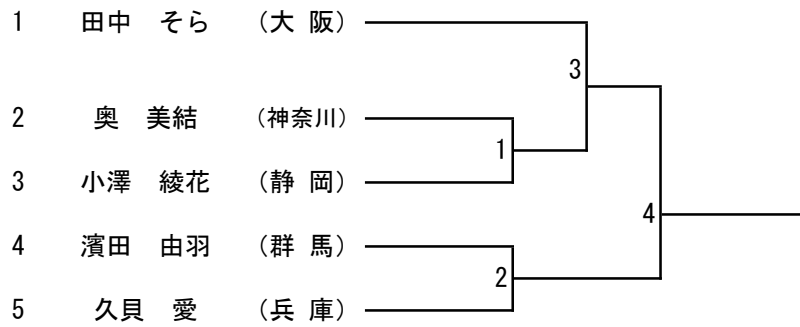 1 田中 そら (大 阪)
3
2 奥 美結 (神奈川)
1
3 小澤 綾花 (静 岡)
4
4 濱田 由羽 (群 馬)
2
5 久貝 愛 (兵 庫)